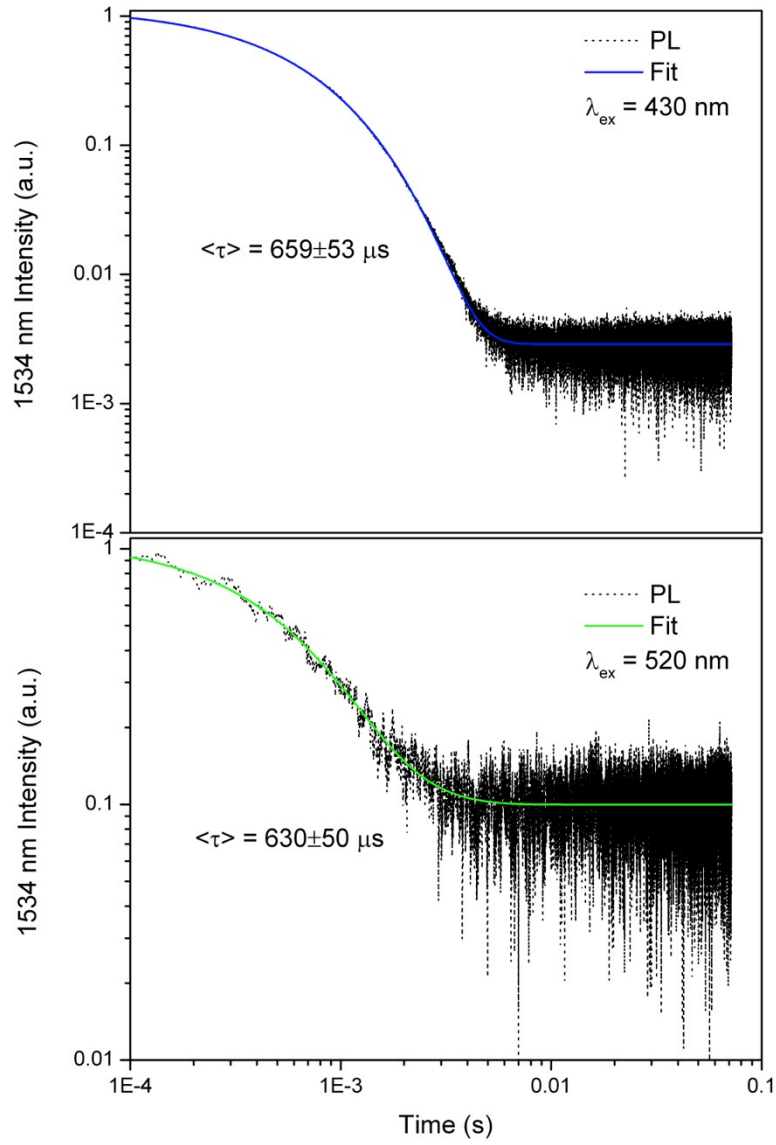 1
0.1
0.01
1E-3
1E-4
1534 nm Intensity (a.u.)
PL
Fit
λex = 430 nm
<τ> = 659±53 μs
1
0.1
0.01
1534 nm Intensity (a.u.)
PL
Fit
λex = 520 nm
<τ> = 630±50 μs
1E-4
1E-3
0.01
0.1
Time (s)